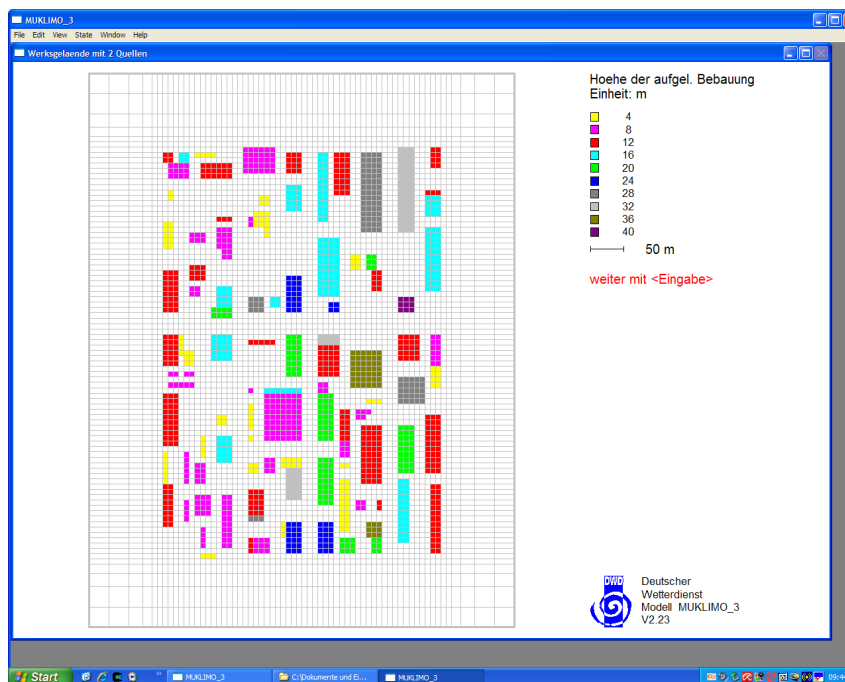 MUKLIMO_3
File Edit View State Window Help
Werksgelaende mit 2 Quellen
Hoehe der aufgel. Bebauung
Einheit: m
4
8
12
16
20
24
28
32
36
40
50 m
weiter mit <Eingabe>
DWD
Deutscher
Wetterdienst
Modell MUKLIMO_3
V2.23
Start
MUKLIMO_3
C:\Dokumente und Ei...
MUKLIMO_3